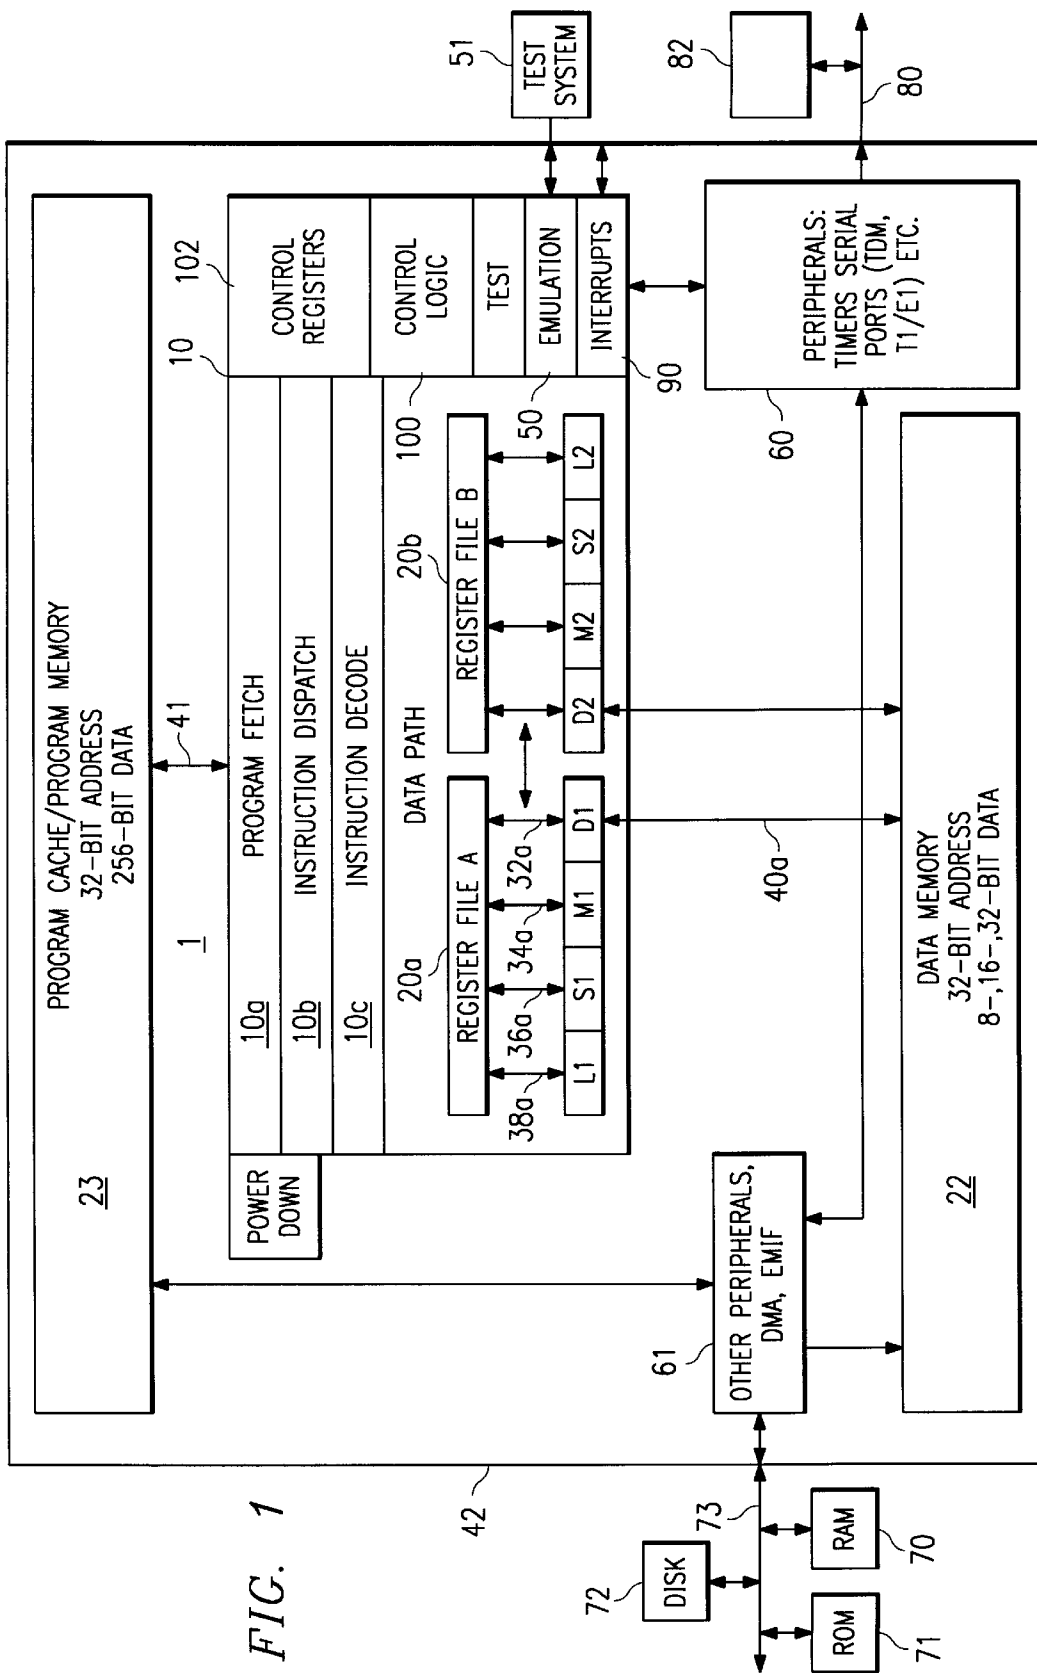 PROGRAM CACHE/PROGRAM MEMORY
32-BIT ADDRESS
256-BIT DATA
23
1
41
POWER
DOWN
10
102
10a
PROGRAM FETCH
10b
INSTRUCTION DISPATCH
10c
INSTRUCTION DECODE
CONTROL
REGISTERS
CONTROL
LOGIC
100
TEST
EMULATION
50
INTERRUPTS
90
51
TEST
SYSTEM
DATA PATH
20a
REGISTER FILE A
20b
REGISTER FILE B
38a
36a
34a
32a
L1
S1
M1
D1
D2
M2
S2
L2
40a
61
OTHER PERIPHERALS,
DMA, EMIF
60
PERIPHERALS:
TIMERS SERIAL
PORTS (TDM,
T1/E1) ETC.
82
80
DATA MEMORY
32-BIT ADDRESS
8-,16-,32-BIT DATA
22
42
72
DISK
73
RAM
70
ROM
71
FIG. 1